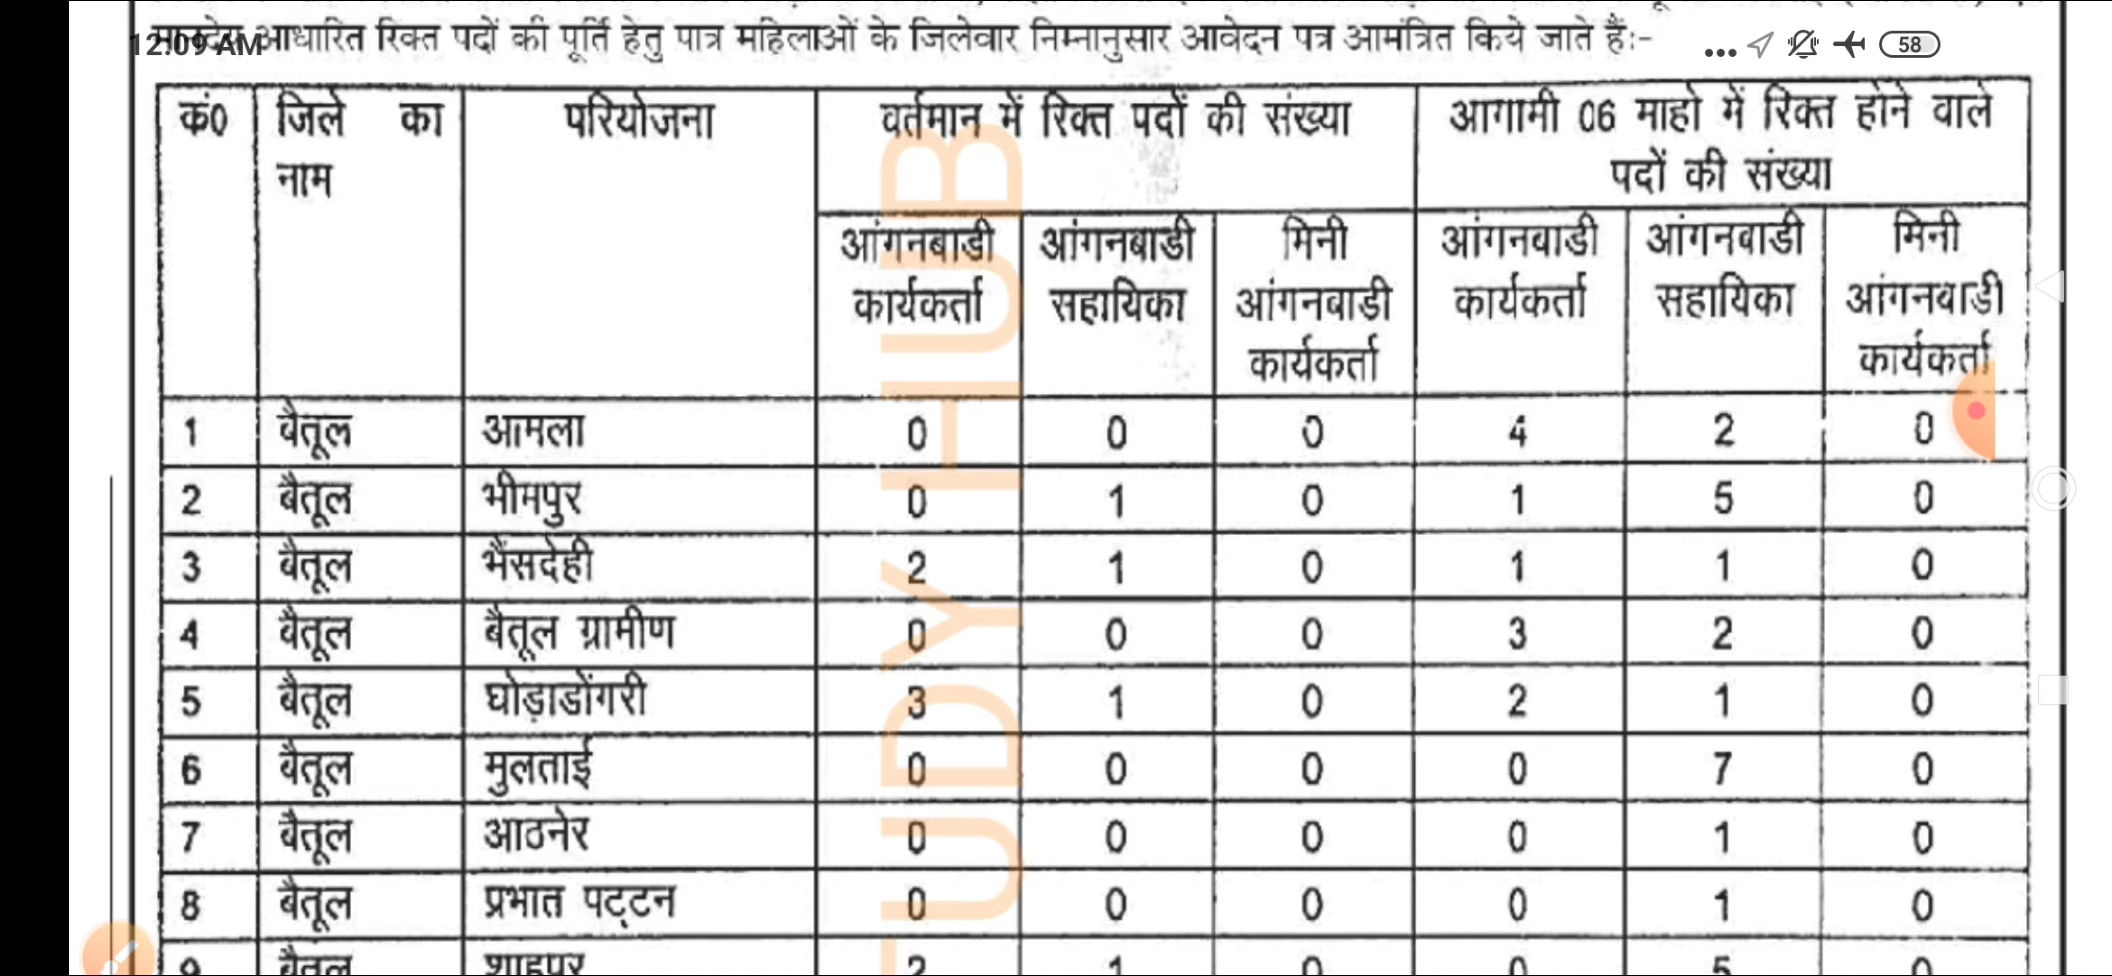 आधारित रिक्त पदों की पूर्ति हेतु पात्र महिलाओं के जिलेवार निम्नानुसार आवेदन पत्र आमंत्रित किये जाते हैं:-
12:09 AM
58
कं0 जिले का नाम परियोजना वर्तमान में रिक्त पदों की संख्या आगामी 06 माहो में रिक्त होने वाले पदों की संख्या
आंगनबाडी कार्यकर्ता आंगनबाडी सहायिका मिनी आंगनबाडी कार्यकर्ता आंगनवाडी कार्यकर्ता आंगनवाडी सहायिका मिनी आंगनवाडी कार्यकर्ता
1 बैतूल आमला 0 0 0 4 2 0
2 बैतूल भीमपुर 0 1 0 1 5 0
3 बैतूल भैंसदेही 2 1 0 1 1 0
4 बैतूल बैतूल ग्रामीण 0 0 0 3 2 0
5 बैतूल घोड़ाडोंगरी 3 1 0 2 1 0
6 बैतूल मुलताई 0 0 0 0 7 0
7 बैतूल आठनेर 0 0 0 0 1 0
8 बैतूल प्रभात पट्टन 0 0 0 0 1 0
9 बैतूल शाहपुर 2 1 0 0 5 0
UDY HUB